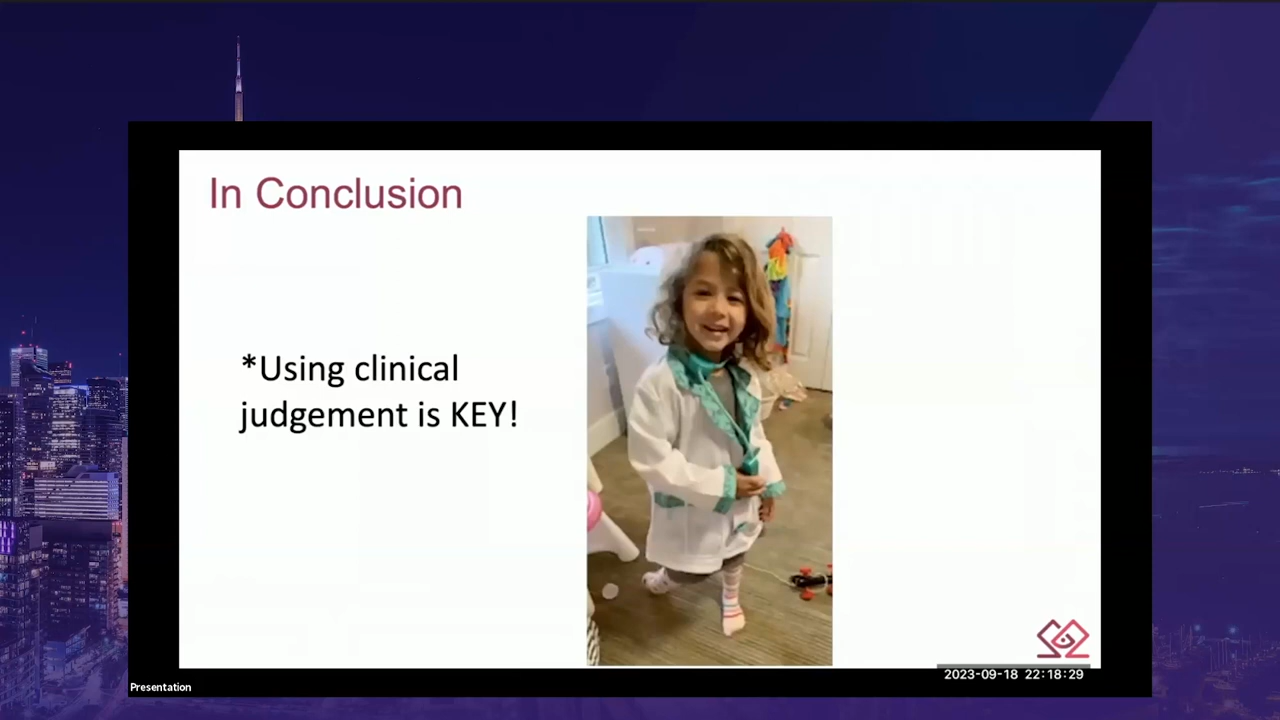 In Conclusion
*Using clinical
judgement is KEY!
2023-09-18 22:18:29
Presentation